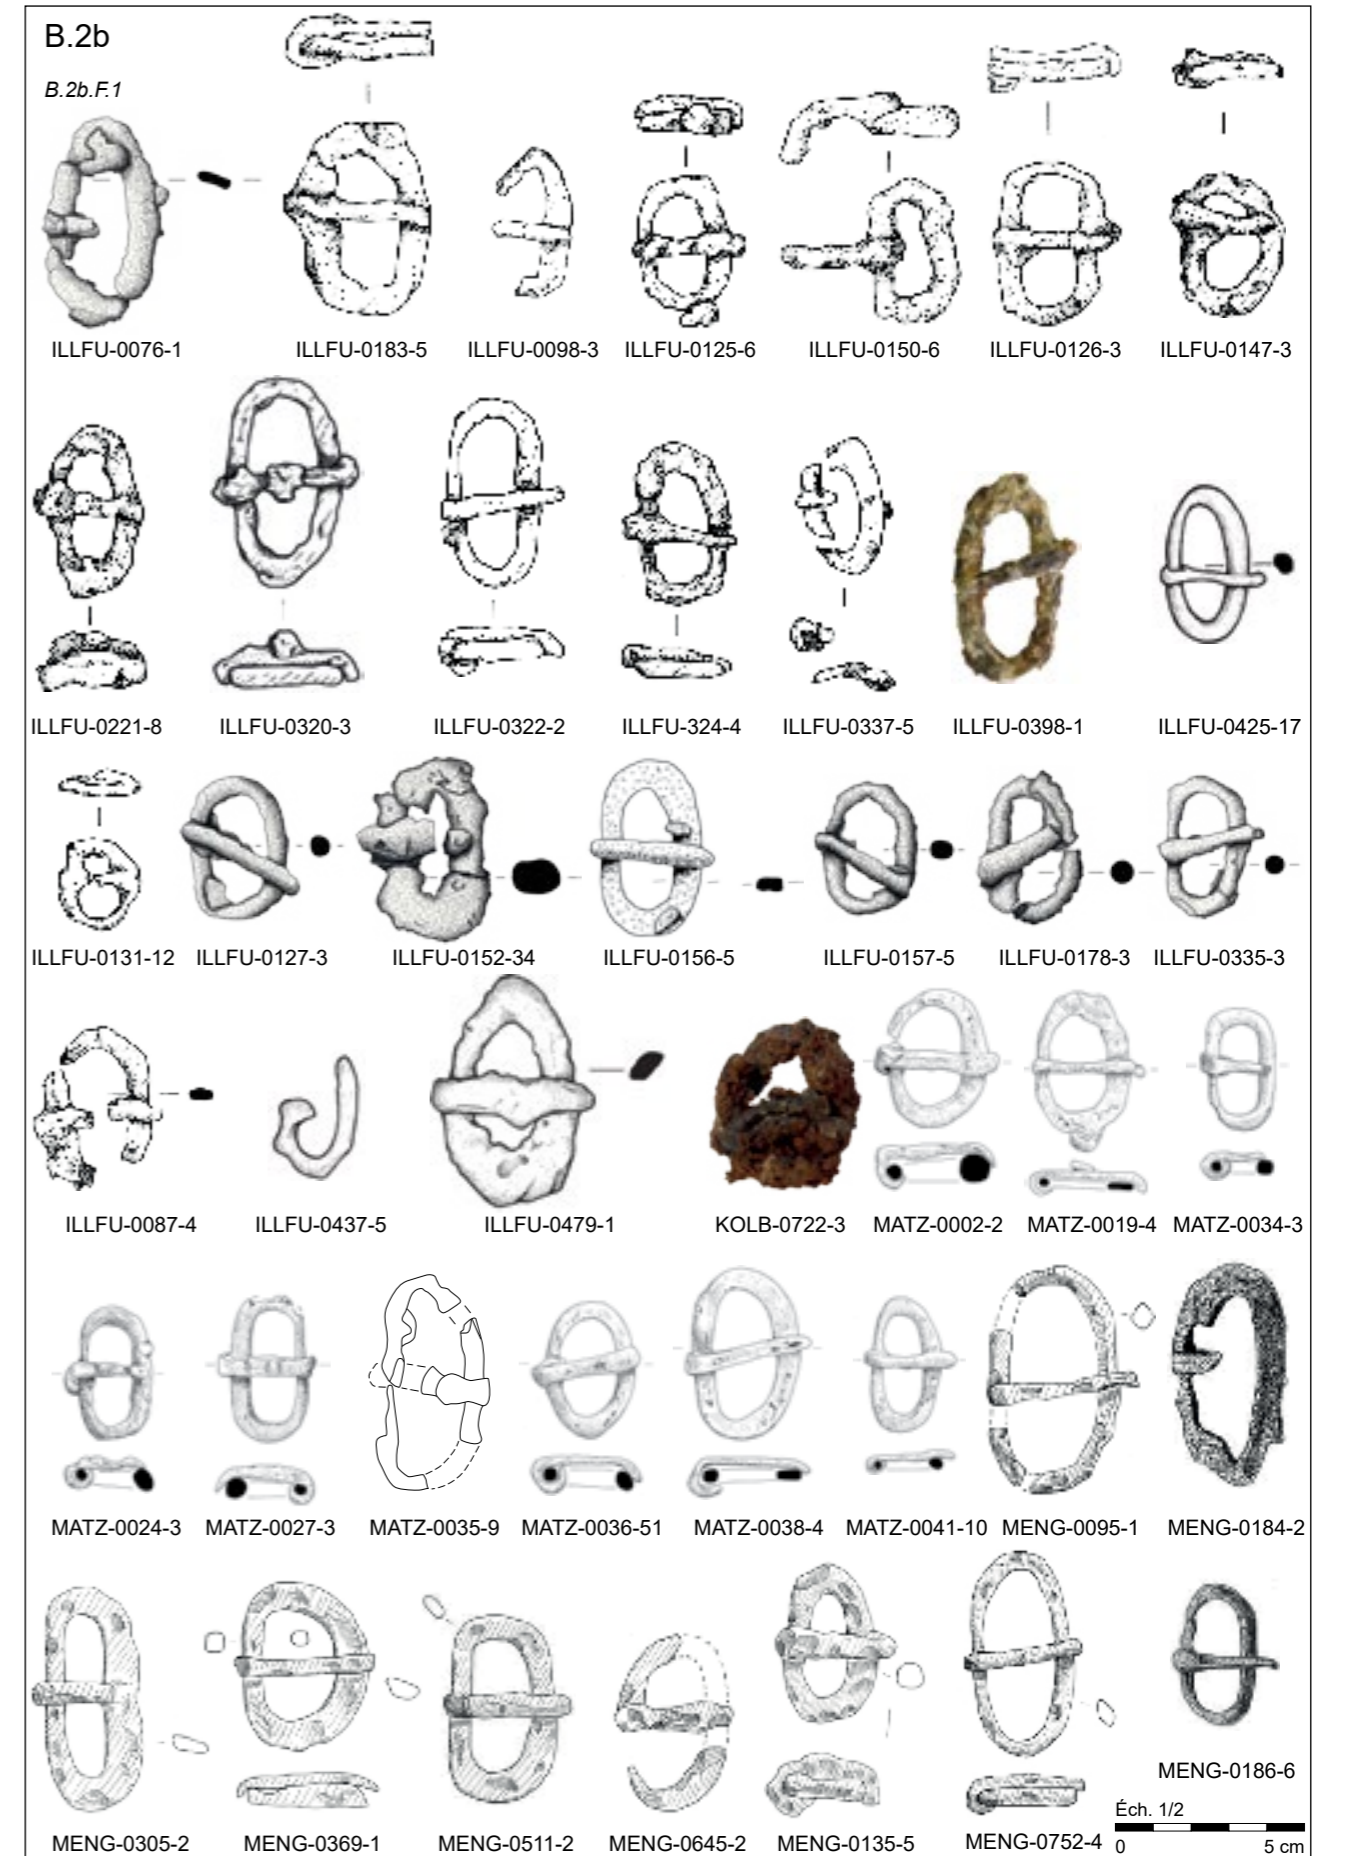 B.2b
B.2b.F.1
ILLFU-0076-1 ILLFU-0183-5 ILLFU-0098-3 ILLFU-0125-6 ILLFU-0150-6 ILLFU-0126-3 ILLFU-0147-3
ILLFU-0221-8 ILLFU-0320-3 ILLFU-0322-2 ILLFU-324-4 ILLFU-0337-5 ILLFU-0398-1 ILLFU-0425-17
ILLFU-0131-12 ILLFU-0127-3 ILLFU-0152-34 ILLFU-0156-5 ILLFU-0157-5 ILLFU-0178-3 ILLFU-0335-3
ILLFU-0087-4 ILLFU-0437-5 ILLFU-0479-1 KOLB-0722-3 MATZ-0002-2 MATZ-0019-4 MATZ-0034-3
MATZ-0024-3 MATZ-0027-3 MATZ-0035-9 MATZ-0036-51 MATZ-0038-4 MATZ-0041-10 MENG-0095-1 MENG-0184-2
MENG-0186-6
MENG-0305-2 MENG-0369-1 MENG-0511-2 MENG-0645-2 MENG-0135-5 MENG-0752-4
Éch. 1/2
0 5 cm